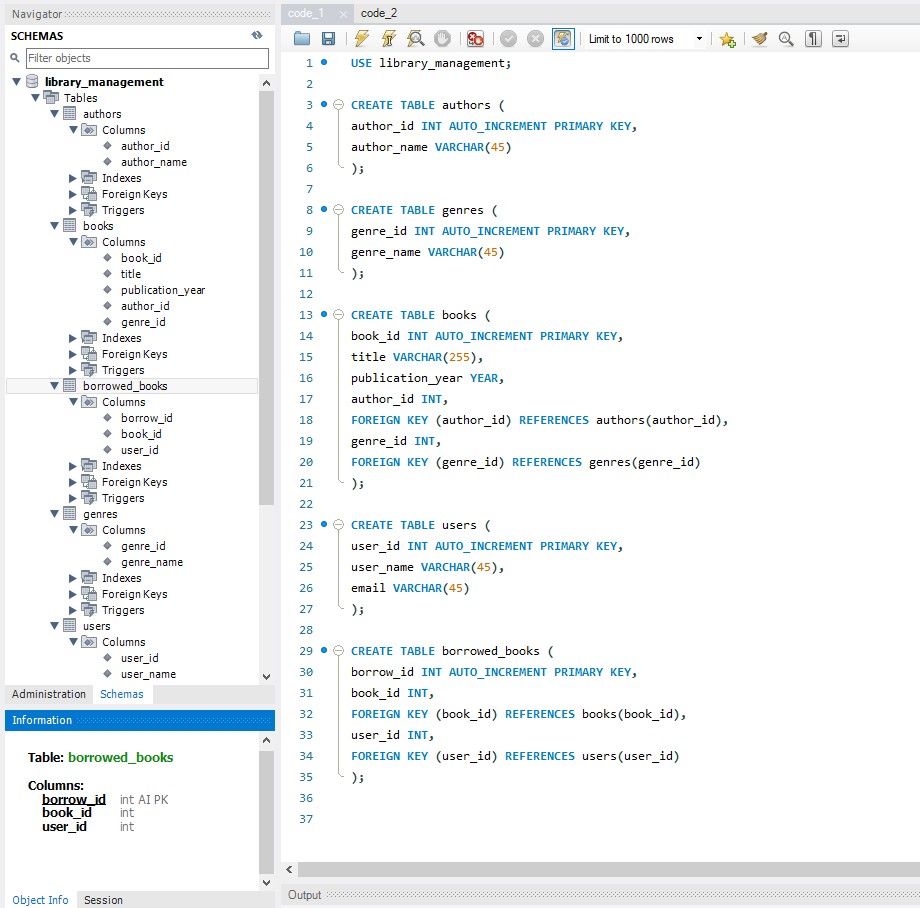 Navigator
SCHEMAS
Filter objects
library_management
Tables
authors
Columns
author_id
author_name
Indexes
Foreign Keys
Triggers
books
Columns
book_id
title
publication_year
author_id
genre_id
Indexes
Foreign Keys
Triggers
borrowed_books
Columns
borrow_id
book_id
user_id
Indexes
Foreign Keys
Triggers
genres
Columns
genre_id
genre_name
Indexes
Foreign Keys
Triggers
users
Columns
user_id
user_name
Administration Schemas
Information
Table: borrowed_books
Columns:
borrow_id int AI PK
book_id int
user_id int
Object Info Session
code_1 code_2
Limit to 1000 rows
1 USE library_management;
2
3 CREATE TABLE authors (
4 author_id INT AUTO_INCREMENT PRIMARY KEY,
5 author_name VARCHAR(45)
6 );
7
8 CREATE TABLE genres (
9 genre_id INT AUTO_INCREMENT PRIMARY KEY,
10 genre_name VARCHAR(45)
11 );
12
13 CREATE TABLE books (
14 book_id INT AUTO_INCREMENT PRIMARY KEY,
15 title VARCHAR(255),
16 publication_year YEAR,
17 author_id INT,
18 FOREIGN KEY (author_id) REFERENCES authors(author_id),
19 genre_id INT,
20 FOREIGN KEY (genre_id) REFERENCES genres(genre_id)
21 );
22
23 CREATE TABLE users (
24 user_id INT AUTO_INCREMENT PRIMARY KEY,
25 user_name VARCHAR(45),
26 email VARCHAR(45)
27 );
28
29 CREATE TABLE borrowed_books (
30 borrow_id INT AUTO_INCREMENT PRIMARY KEY,
31 book_id INT,
32 FOREIGN KEY (book_id) REFERENCES books(book_id),
33 user_id INT,
34 FOREIGN KEY (user_id) REFERENCES users(user_id)
35 );
36
37
Output